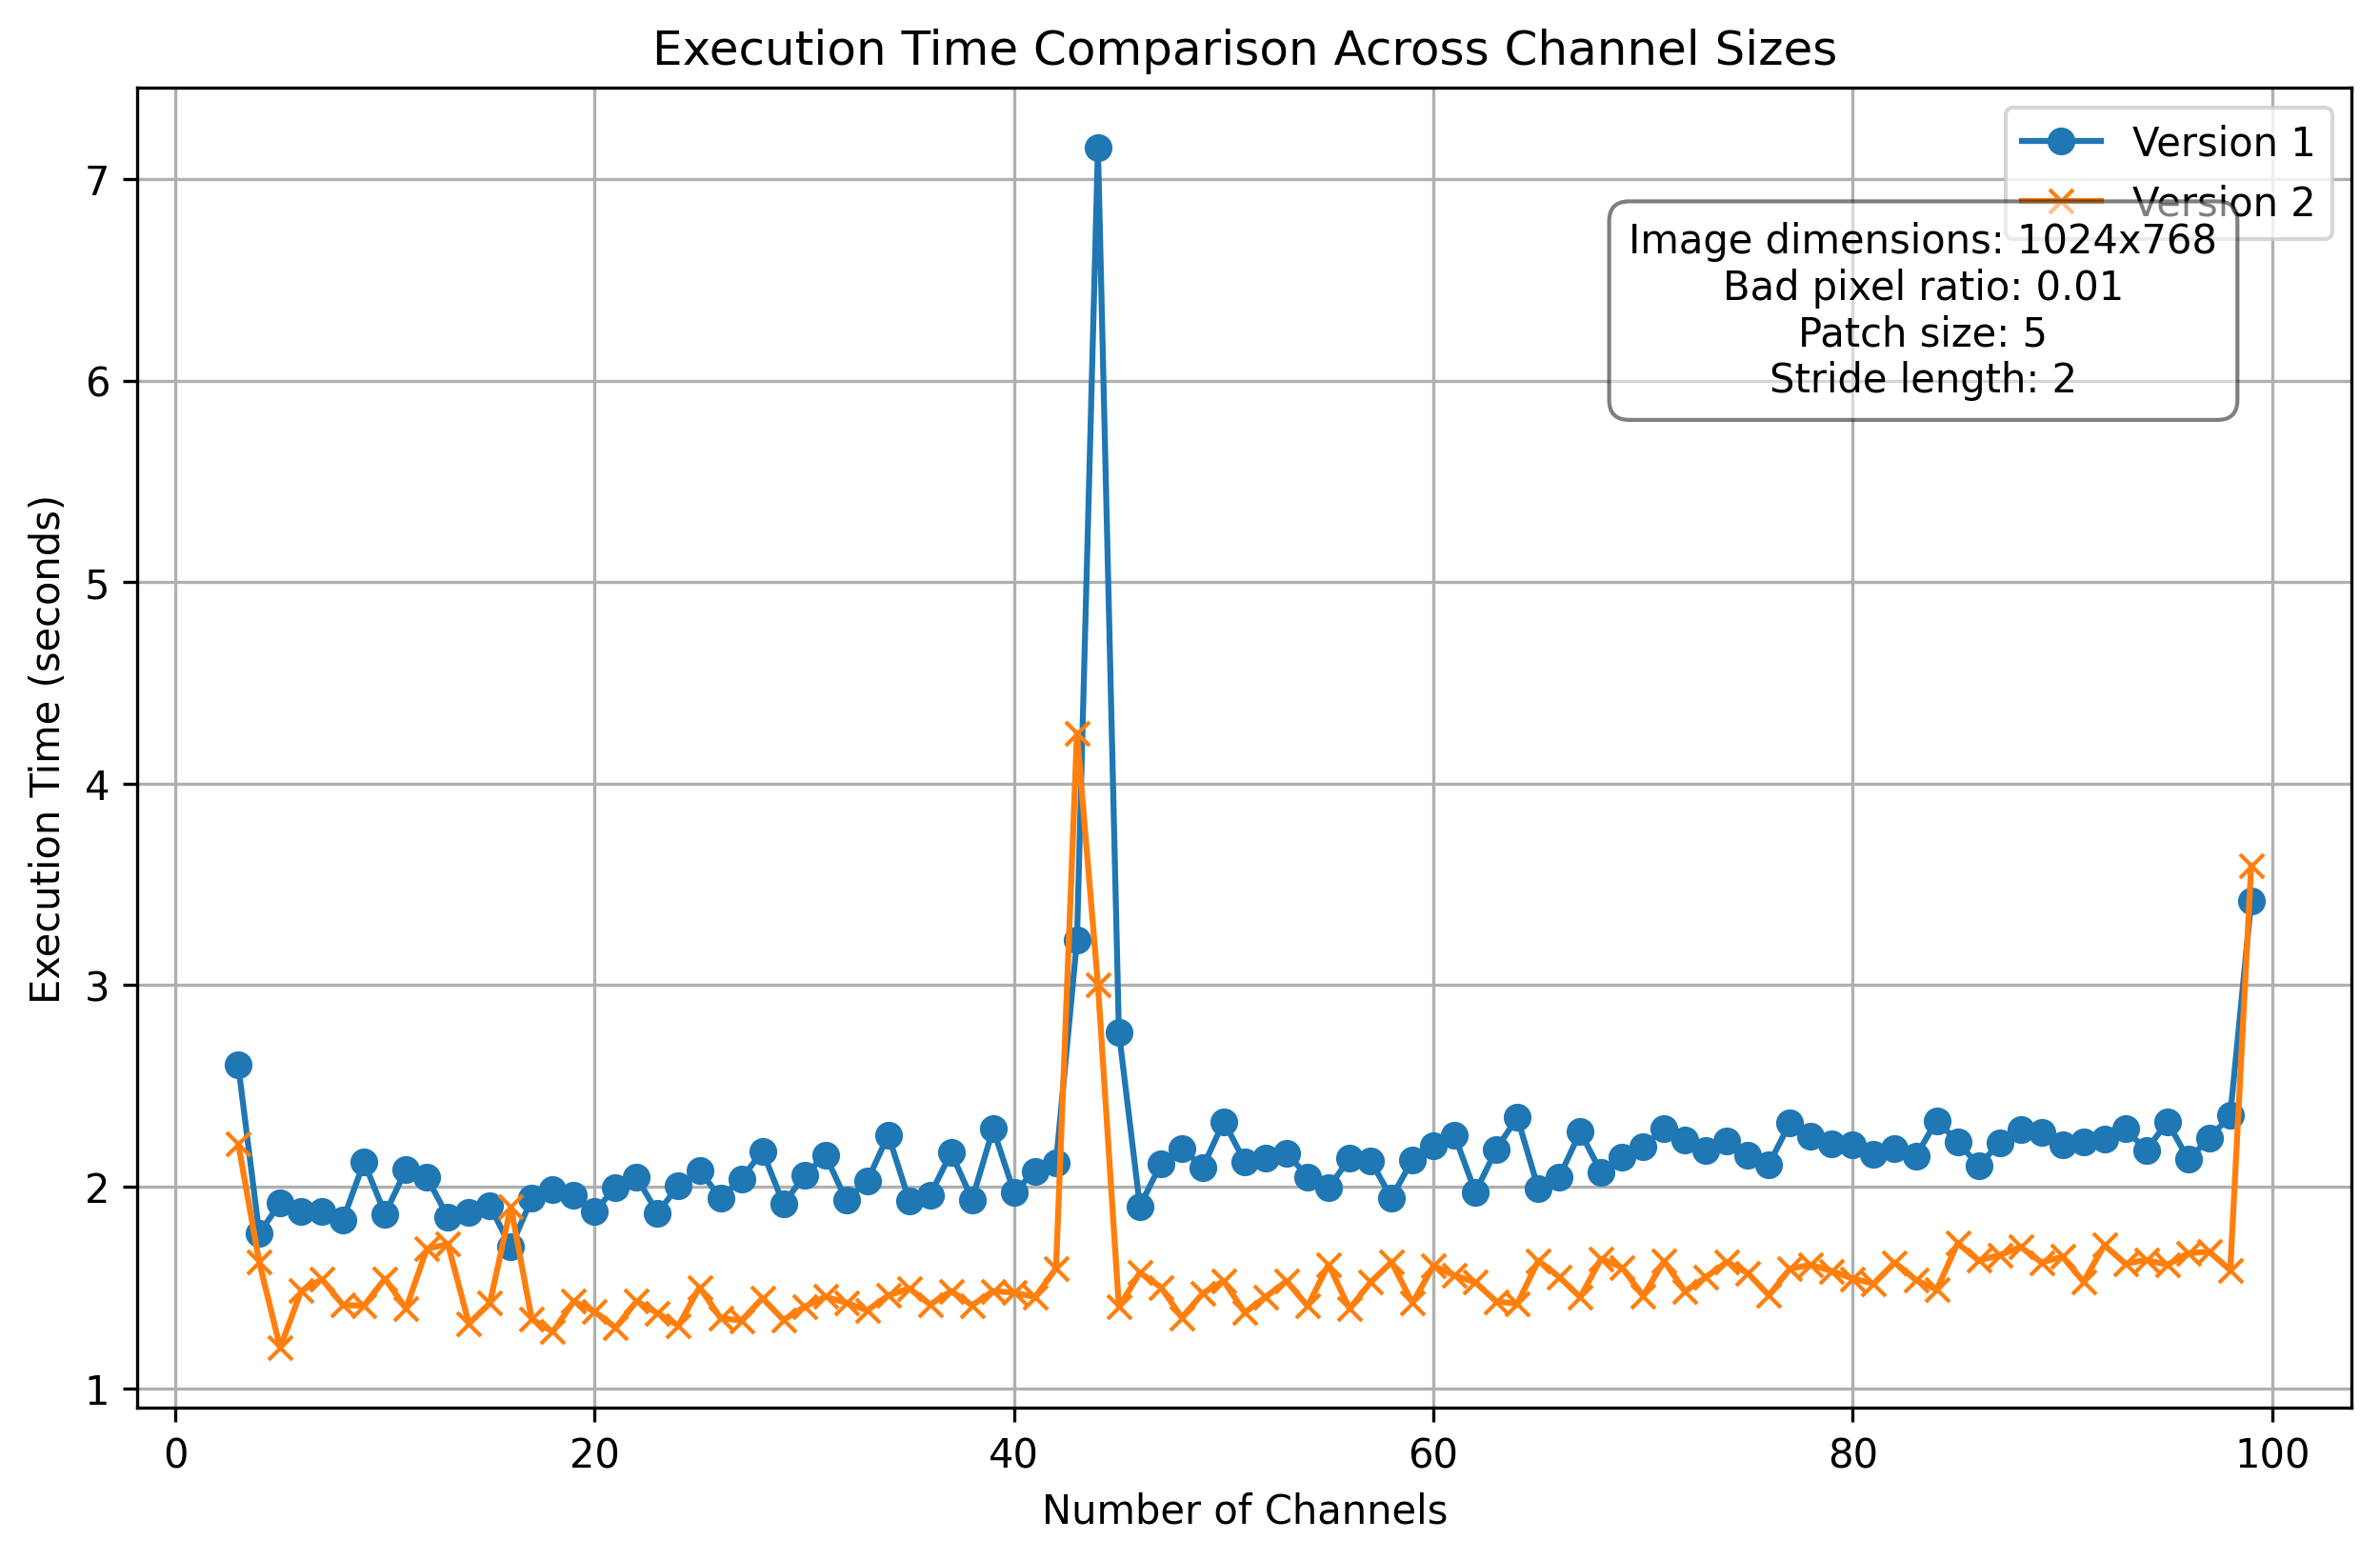 Execution Time Comparison Across Channel Sizes
Version 1
Version 2
Image dimensions: 1024x768
Bad pixel ratio: 0.01
Patch size: 5
Stride length: 2
Execution Time (seconds)
7
6
5
4
3
2
1
0 20 40 60 80 100
Number of Channels